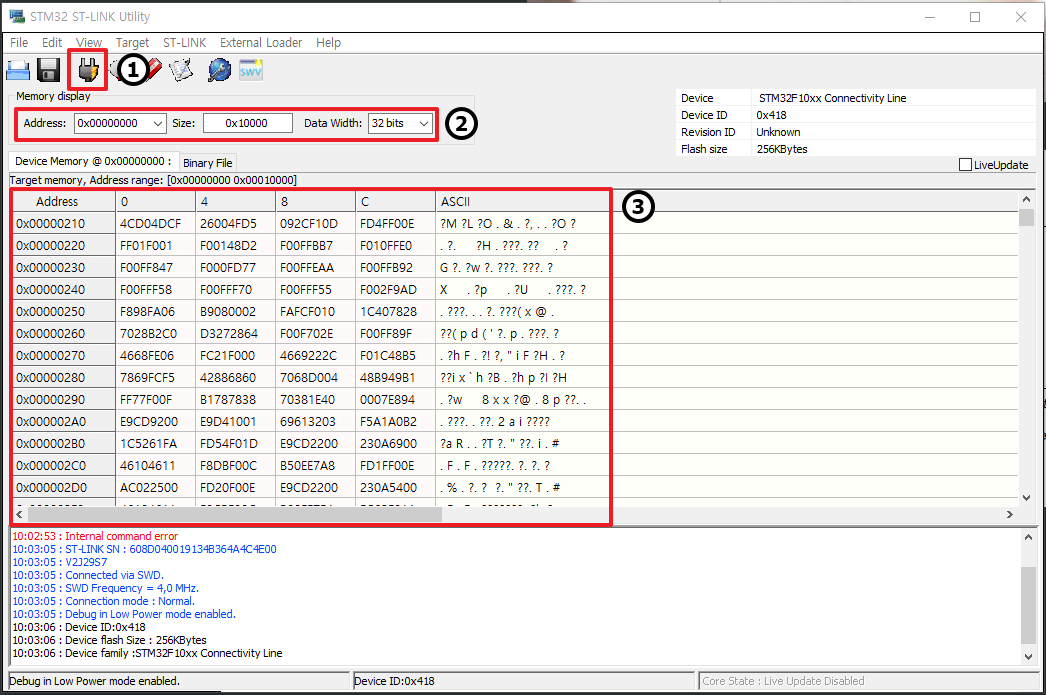 STM32 ST-LINK Utility
File Edit View Target ST-LINK External Loader Help
1
SWV
Memory display
Address: 0x00000000 Size: 0x10000 Data Width: 32 bits
2
Device STM32F10xx Connectivity Line
Device ID 0x418
Revision ID Unknown
Flash size 256KBytes
LiveUpdate
Device Memory @ 0x00000000 : Binary File
Target memory, Address range: [0x00000000 0x00010000]
Address 0 4 8 C ASCII
3
0x00000210 4CD04DCF 26004FD5 092CF10D FD4FF00E ?M ?L ?O . & . ?, . . ?O ?
0x00000220 FF01F001 F00148D2 F00FFBB7 F010FFE0 . ?. ?H . ???. ?? . ?
0x00000230 F00FF847 F000FD77 F00FFEAA F00FFB92 G ?. ?w ?. ???. ???. ?
0x00000240 F00FFF58 F00FFF70 F00FFF55 F002F9AD X . ?p . ?U . ???. ?
0x00000250 F898FA06 B9080002 FAFCF010 1C407828 . ???. . . ?. ???( x @ .
0x00000260 7028B2C0 D3272864 F00F702E F00FF89F ??( p d ( ' ?. p . ???. ?
0x00000270 4668FE06 FC21F000 4669222C F01C48B5 . ?h F . ?! ?, " i F ?H . ?
0x00000280 7869FCF5 42886860 7068D004 48B949B1 ??i x ` h ?B . ?h p ?I ?H
0x00000290 FF77F00F B1787838 70381E40 0007E894 . ?w 8 x x ?@ . 8 p ??. .
0x000002A0 E9CD9200 E9D41001 69613203 F5A1A0B2 . ???. . ??. 2 a i ????
0x000002B0 1C5261FA FD54F01D E9CD2200 230A6900 ?a R . . ?T ?. " ??. i . #
0x000002C0 46104611 F8DBF00C B50EE7A8 FD1FF00E . F . F . ?????. ?. ?. ?
0x000002D0 AC022500 FD20F00E E9CD2200 230A5400 . % . ?. ? ?. " ??. T . #
10:02:53 : Internal command error
10:03:05 : ST-LINK SN : 608D040019134B364A4C4E00
10:03:05 : V2J29S7
10:03:05 : Connected via SWD.
10:03:05 : SWD Frequency = 4,0 MHz.
10:03:05 : Connection mode : Normal.
10:03:05 : Debug in Low Power mode enabled.
10:03:06 : Device ID:0x418
10:03:06 : Device flash Size : 256KBytes
10:03:06 : Device family :STM32F10xx Connectivity Line
Debug in Low Power mode enabled. Device ID:0x418 Core State : Live Update Disabled